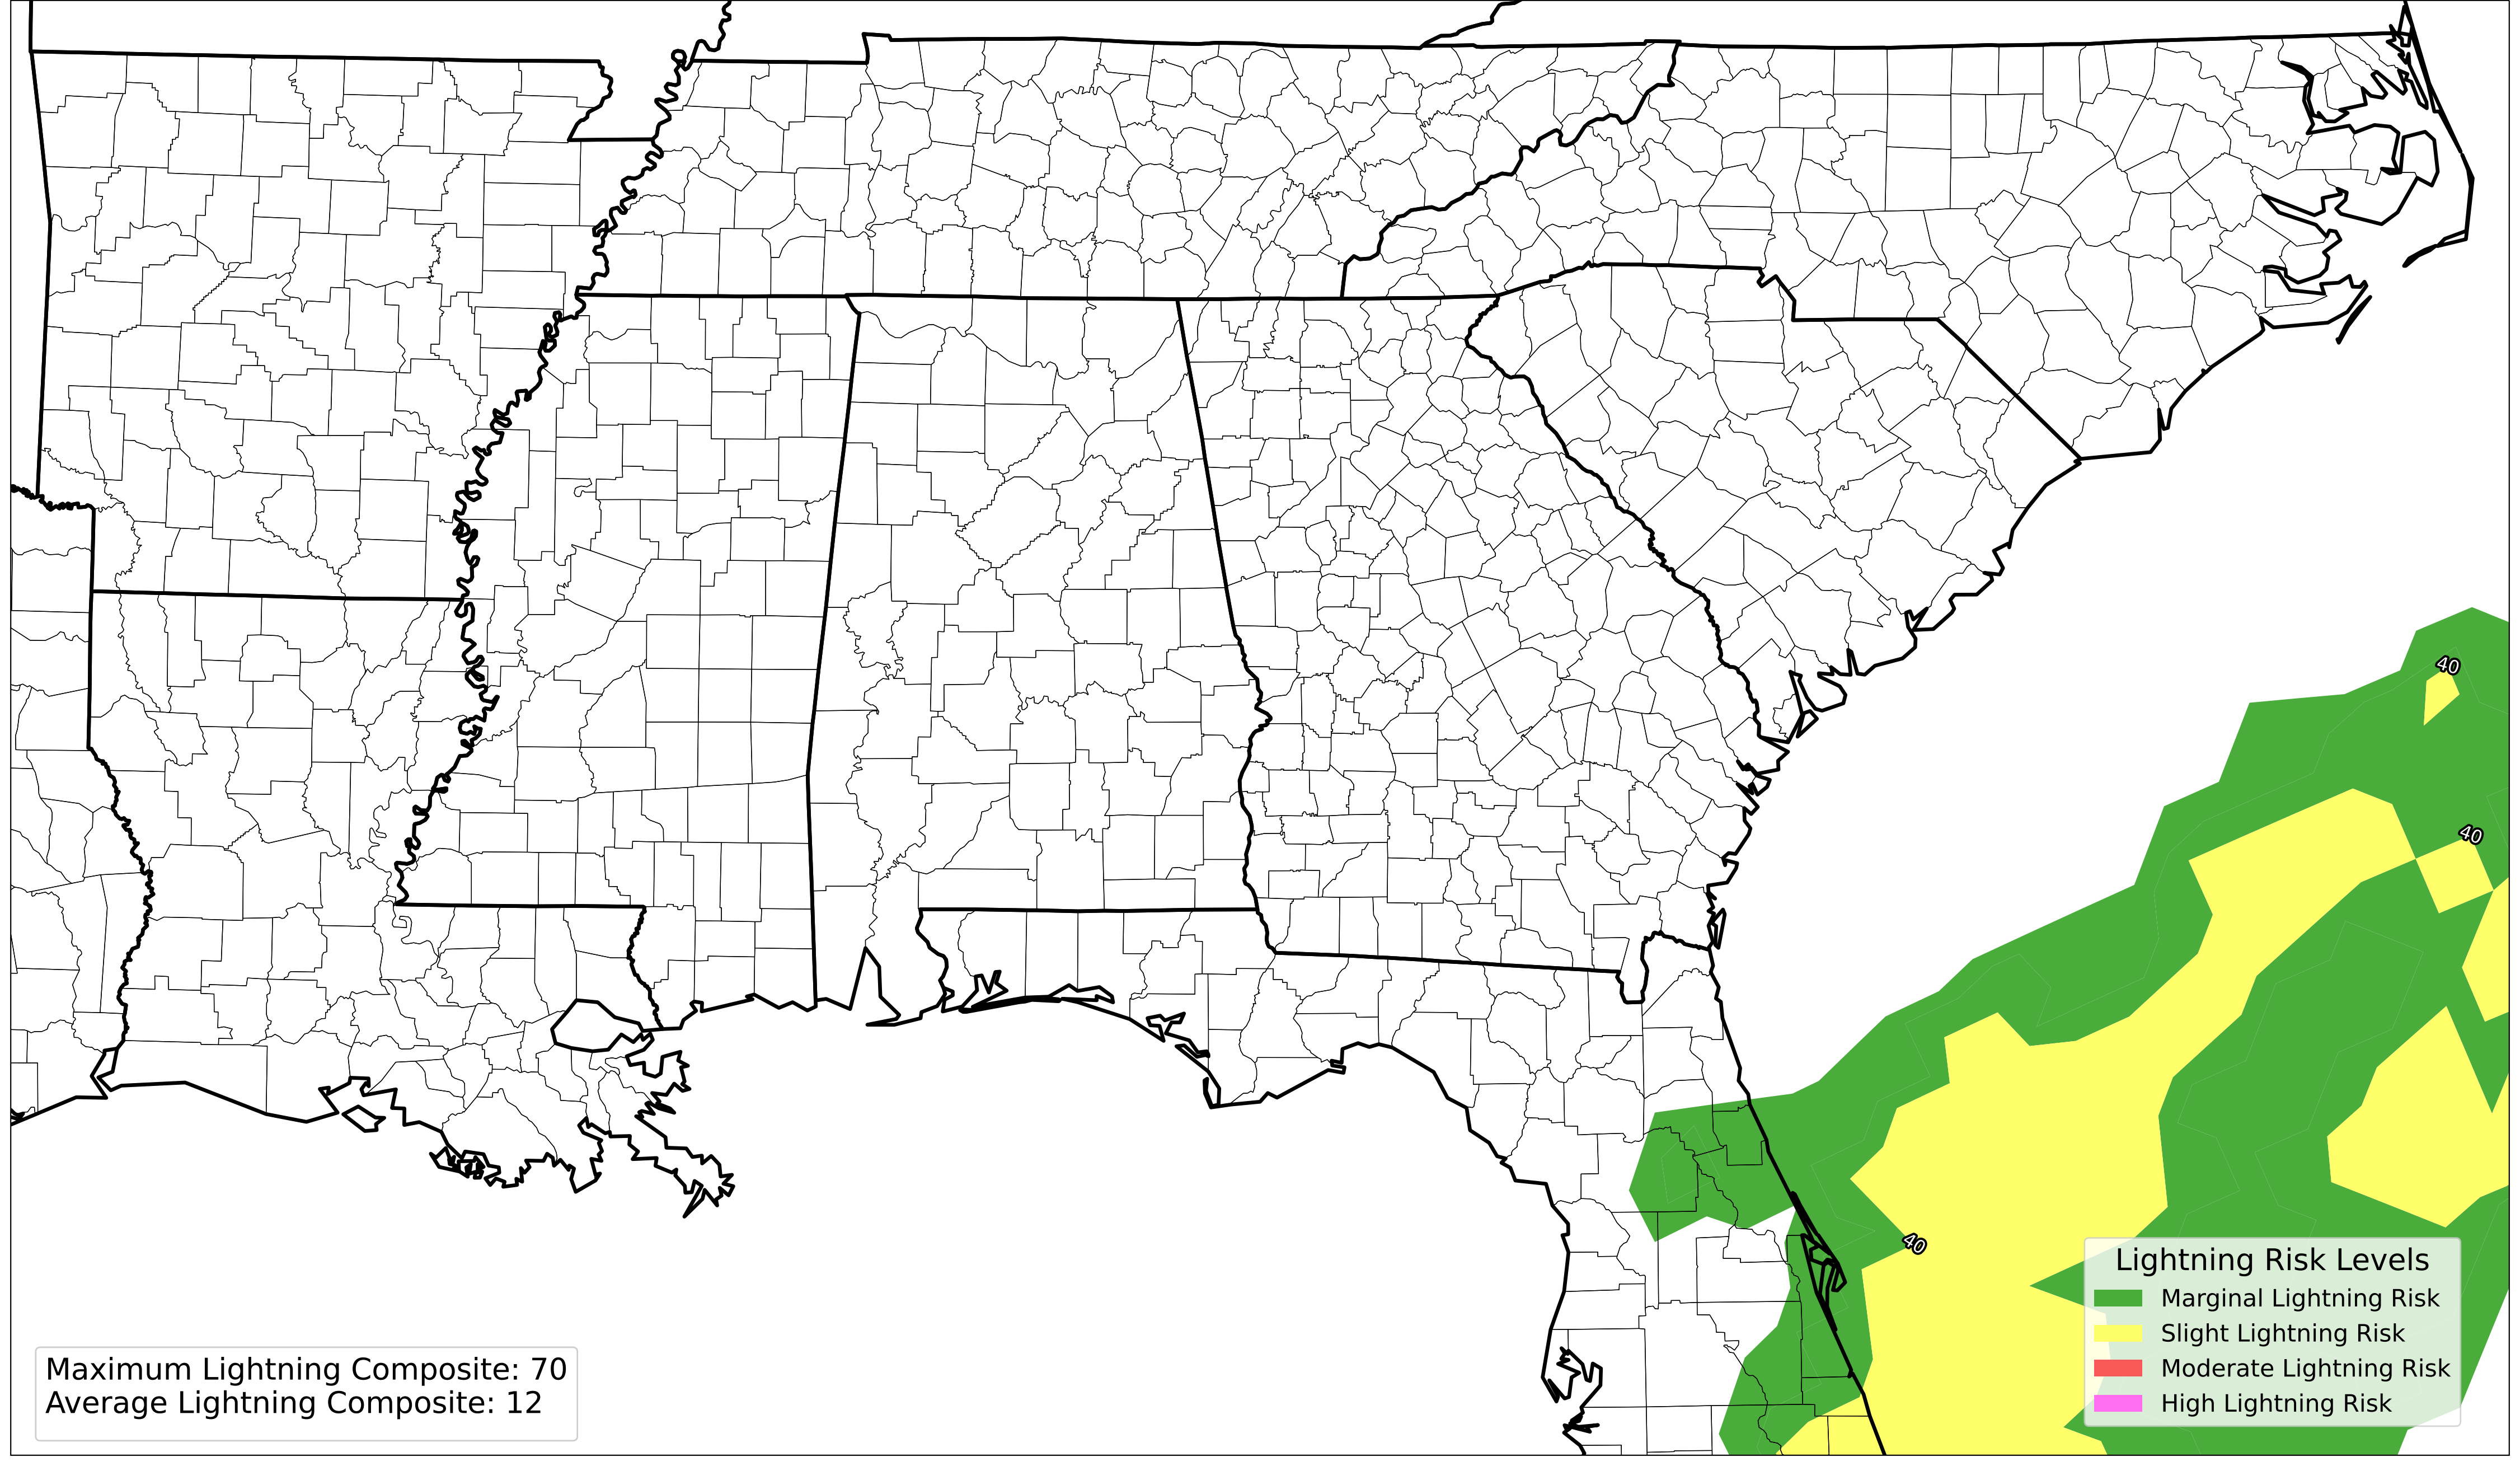 40
40
40
Lightning Risk Levels
Marginal Lightning Risk
Slight Lightning Risk
Moderate Lightning Risk
High Lightning Risk
Maximum Lightning Composite: 70
Average Lightning Composite: 12